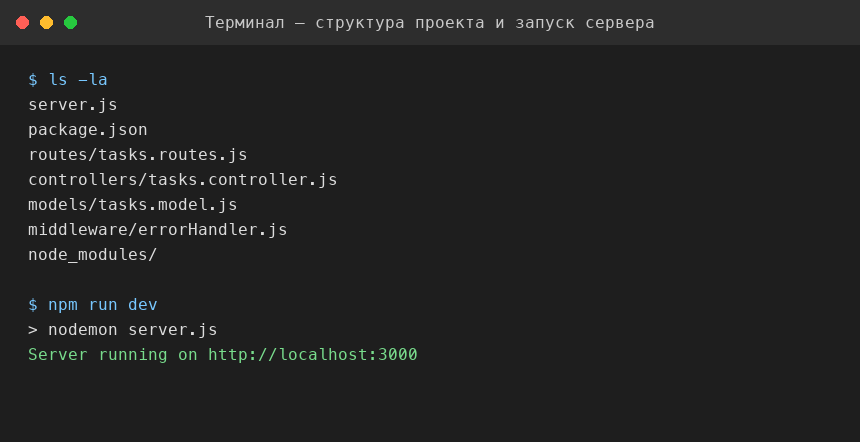 Терминал — структура проекта и запуск сервера
$ ls -la
server.js
package.json
routes/tasks.routes.js
controllers/tasks.controller.js
models/tasks.model.js
middleware/errorHandler.js
node_modules/
$ npm run dev
> nodemon server.js
Server running on http://localhost:3000